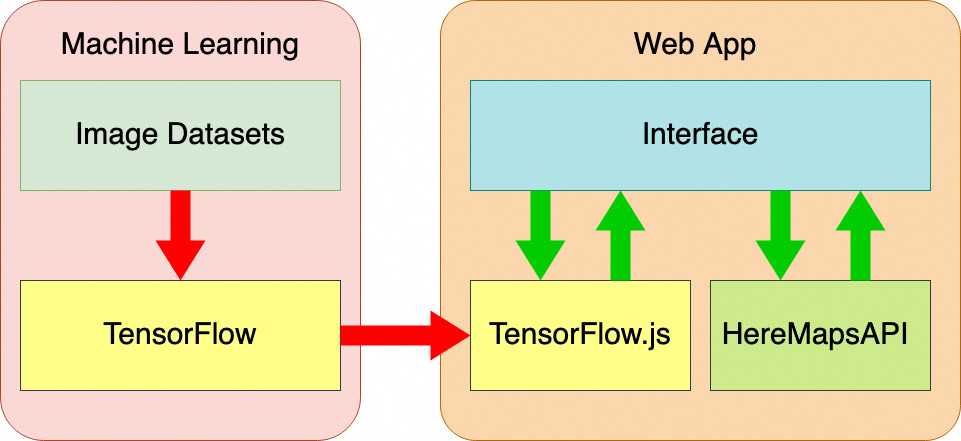 Machine Learning
Image Datasets
TensorFlow
Web App
Interface
TensorFlow.js
HereMapsAPI